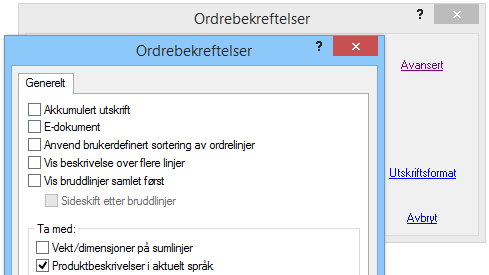 Ordrebekreftelser ?
Ordrebekreftelser ?
Avansert
Generelt
Akkumulert utskrift
E-dokument
Anvend brukerdefinert sortering av ordrelinjer
Vis beskrivelse over flere linjer
Utskriftsformat
Vis bruddlinjer samlet først
Sideskift etter bruddlinjer
Avbryt
Ta med:
Vekt/dimensjoner på sumlinjer
Produktbeskrivelser i aktuelt språk